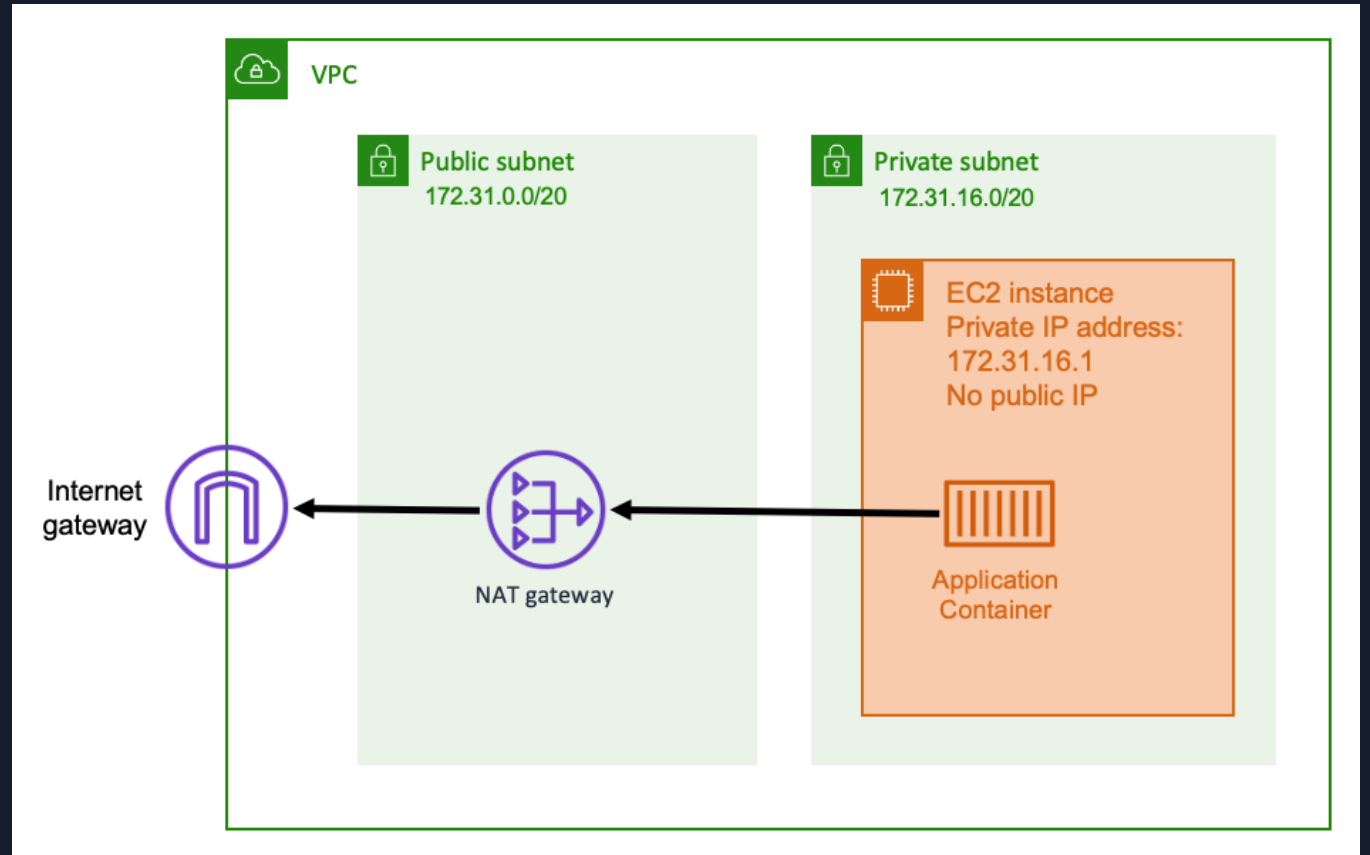 VPC
Public subnet
172.31.0.0/20
Private subnet
172.31.16.0/20
EC2 instance
Private IP address:
172.31.16.1
No public IP
Internet
gateway
NAT gateway
Application
Container